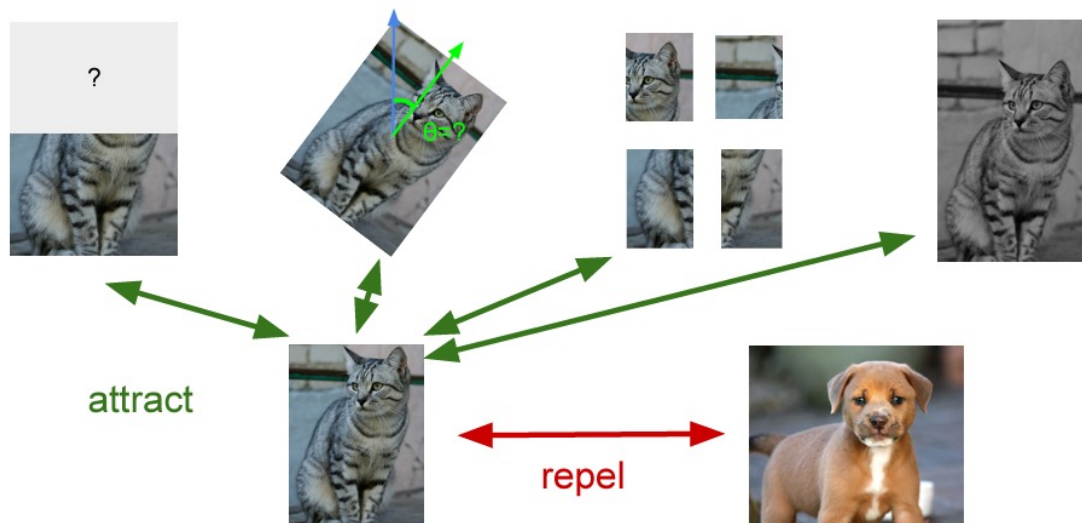 ?
θ=?
attract
repel